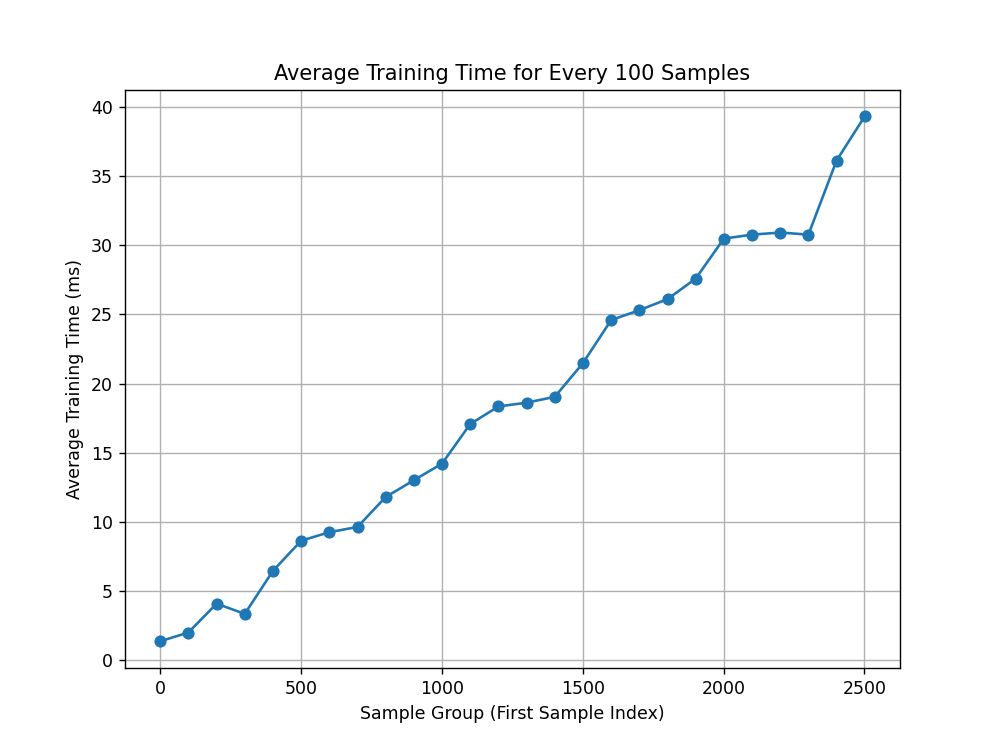 Average Training Time for Every 100 Samples
40
35
30
25
20
15
10
5
0
Average Training Time (ms)
0 500 1000 1500 2000 2500
Sample Group (First Sample Index)